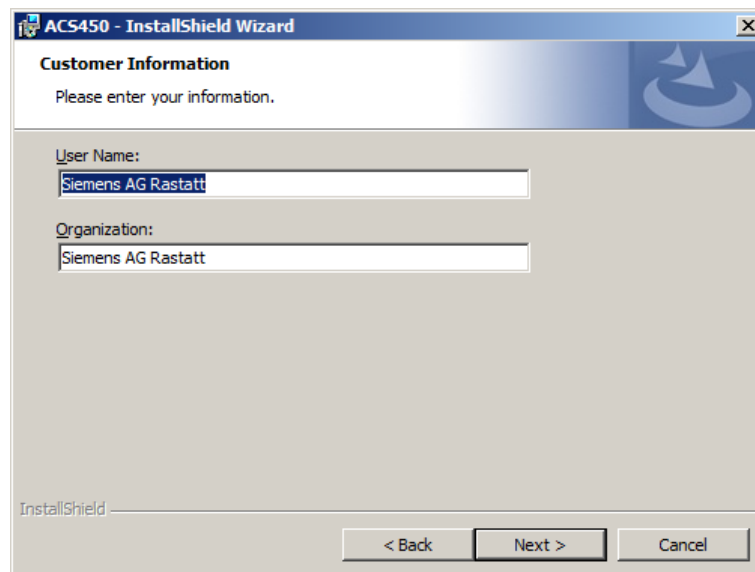 ACS450 - InstallShield Wizard
Customer Information
Please enter your information.
User Name:
Siemens AG Rastatt
Organization:
Siemens AG Rastatt
InstallShield
< Back Next > Cancel